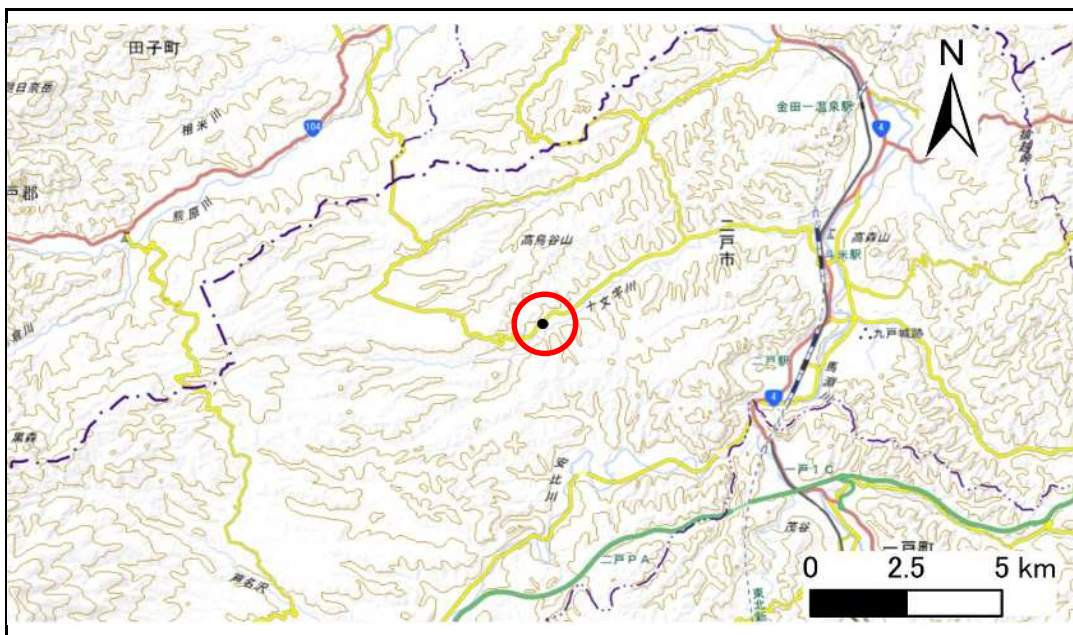 田子町
N
相米川
104
金田一温泉駅
4
熊原川
二戸市
高鳥谷山
高森山
斗米駅
十文字川
九戸城跡
二戸駅
馬淵川
4
黒森
安比川
一戸IC
茂谷
二戸PA
一戸町
0 2.5 5 km